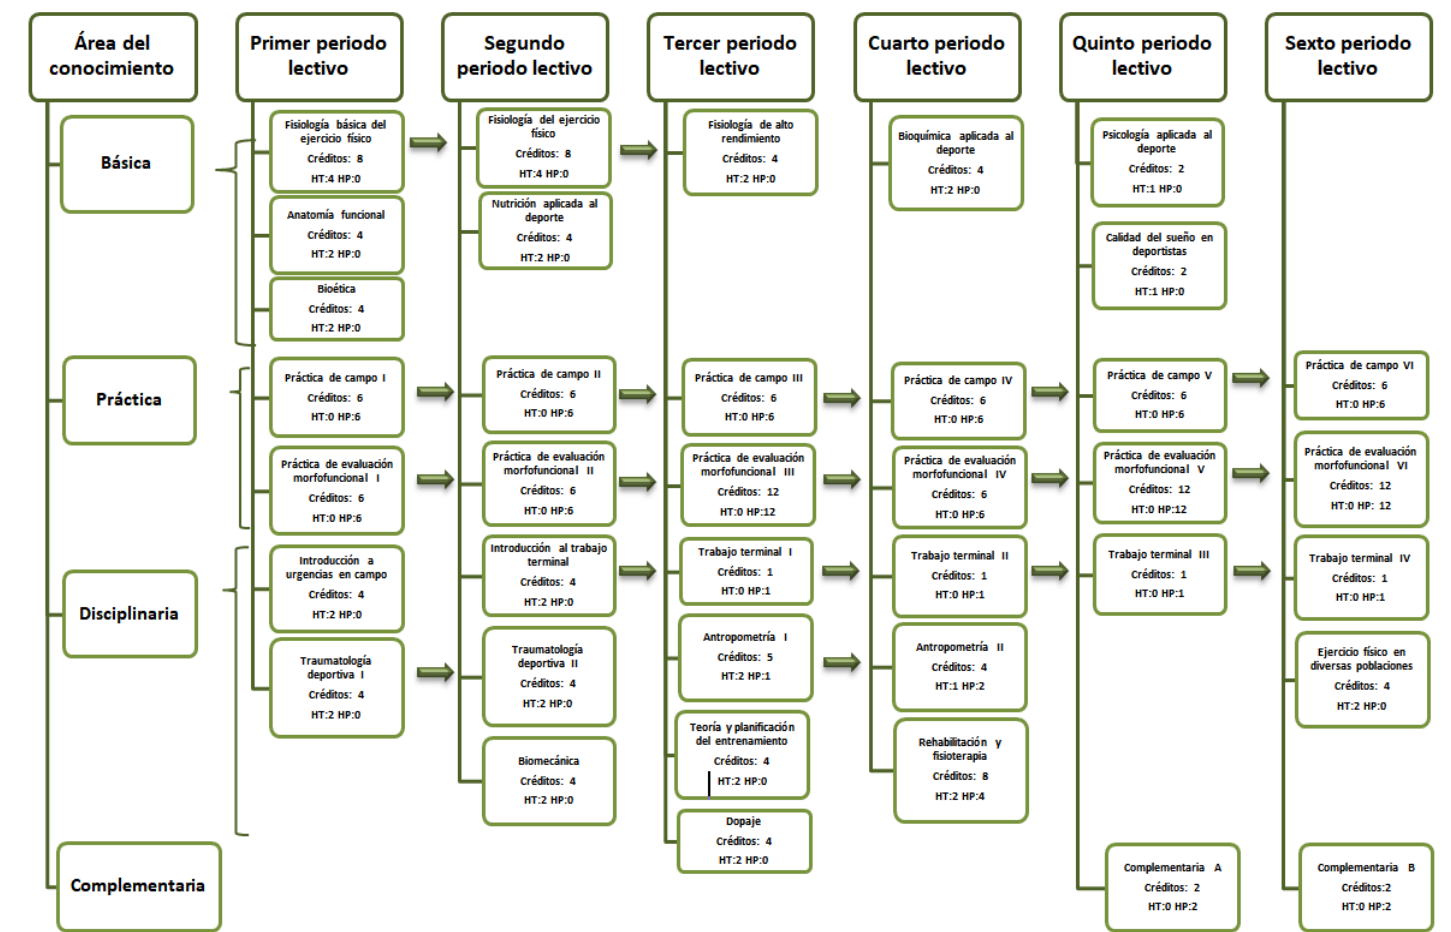 Área del
conocimiento
Primer periodo
lectivo
Segundo
periodo lectivo
Tercer periodo
lectivo
Cuarto periodo
lectivo
Quinto periodo
lectivo
Sexto periodo
lectivo
Básica
Fisiología básica del
ejercicio físico
Créditos: 8
HT:4 HP:0
Fisiología del ejercicio
físico
Créditos: 8
HT:4 HP:0
Fisiología de alto
rendimiento
Créditos: 4
HT:2 HP:0
Bioquímica aplicada al
deporte
Créditos: 4
HT:2 HP:0
Psicología aplicada al
deporte
Créditos: 2
HT:1 HP:0
Anatomía funcional
Créditos: 4
HT:2 HP:0
Nutrición aplicada al
deporte
Créditos: 4
HT:2 HP:0
Calidad del sueño en
deportistas
Créditos: 2
HT:1 HP:0
Bioética
Créditos: 4
HT:2 HP:0
Práctica
Práctica de campo I
Créditos: 6
HT:0 HP:6
Práctica de campo II
Créditos: 6
HT:0 HP:6
Práctica de campo III
Créditos: 6
HT:0 HP:6
Práctica de campo IV
Créditos: 6
HT:0 HP:6
Práctica de campo V
Créditos: 6
HT:0 HP:6
Práctica de campo VI
Créditos: 6
HT:0 HP:6
Práctica de evaluación
morfofuncional I
Créditos: 6
HT:0 HP:6
Práctica de evaluación
morfofuncional II
Créditos: 6
HT:0 HP:6
Práctica de evaluación
morfofuncional III
Créditos: 12
HT:0 HP:12
Práctica de evaluación
morfofuncional IV
Créditos: 6
HT:0 HP:6
Práctica de evaluación
morfofuncional V
Créditos: 12
HT:0 HP:12
Práctica de evaluación
morfofuncional VI
Créditos: 12
HT:0 HP: 12
Disciplinaria
Introducción a
urgencias en campo
Créditos: 4
HT:2 HP:0
Introducción al trabajo
terminal
Créditos: 4
HT:2 HP:0
Trabajo terminal I
Créditos: 1
HT:0 HP:1
Trabajo terminal II
Créditos: 1
HT:0 HP:1
Trabajo terminal III
Créditos: 1
HT:0 HP:1
Trabajo terminal IV
Créditos: 1
HT:0 HP:1
Traumatología
deportiva I
Créditos: 4
HT:2 HP:0
Traumatología
deportiva II
Créditos: 4
HT:2 HP:0
Antropometría I
Créditos: 5
HT:2 HP:1
Antropometría II
Créditos: 4
HT:1 HP:2
Ejercicio físico en
diversas poblaciones
Créditos: 4
HT:2 HP:0
Biomecánica
Créditos: 4
HT:2 HP:0
Teoría y planificación
del entrenamiento
Créditos: 4
HT:2 HP:0
Rehabilitación y
fisioterapia
Créditos: 8
HT:2 HP:4
Dopaje
Créditos: 4
HT:2 HP:0
Complementaria
Complementaria A
Créditos: 2
HT:0 HP:2
Complementaria B
Créditos:2
HT:0 HP:2